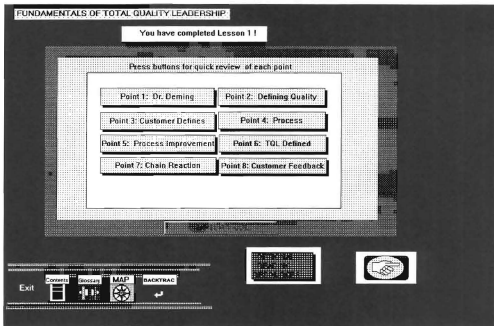 FUNDAMENTALS OF TOTAL QUALITY LEADERSHIP
You have completed Lesson 1 !
Press buttons for quick review of each point
Point 1: Dr. Deming
Point 2: Defining Quality
Point 3: Customer Defines
Point 4: Process
Point 5: Process Improvement
Point 6: TQL Defined
Point 7: Chain Reaction
Point 8: Customer Feedback
Exit
Contents
Glossary
MAP
BACKTRAC